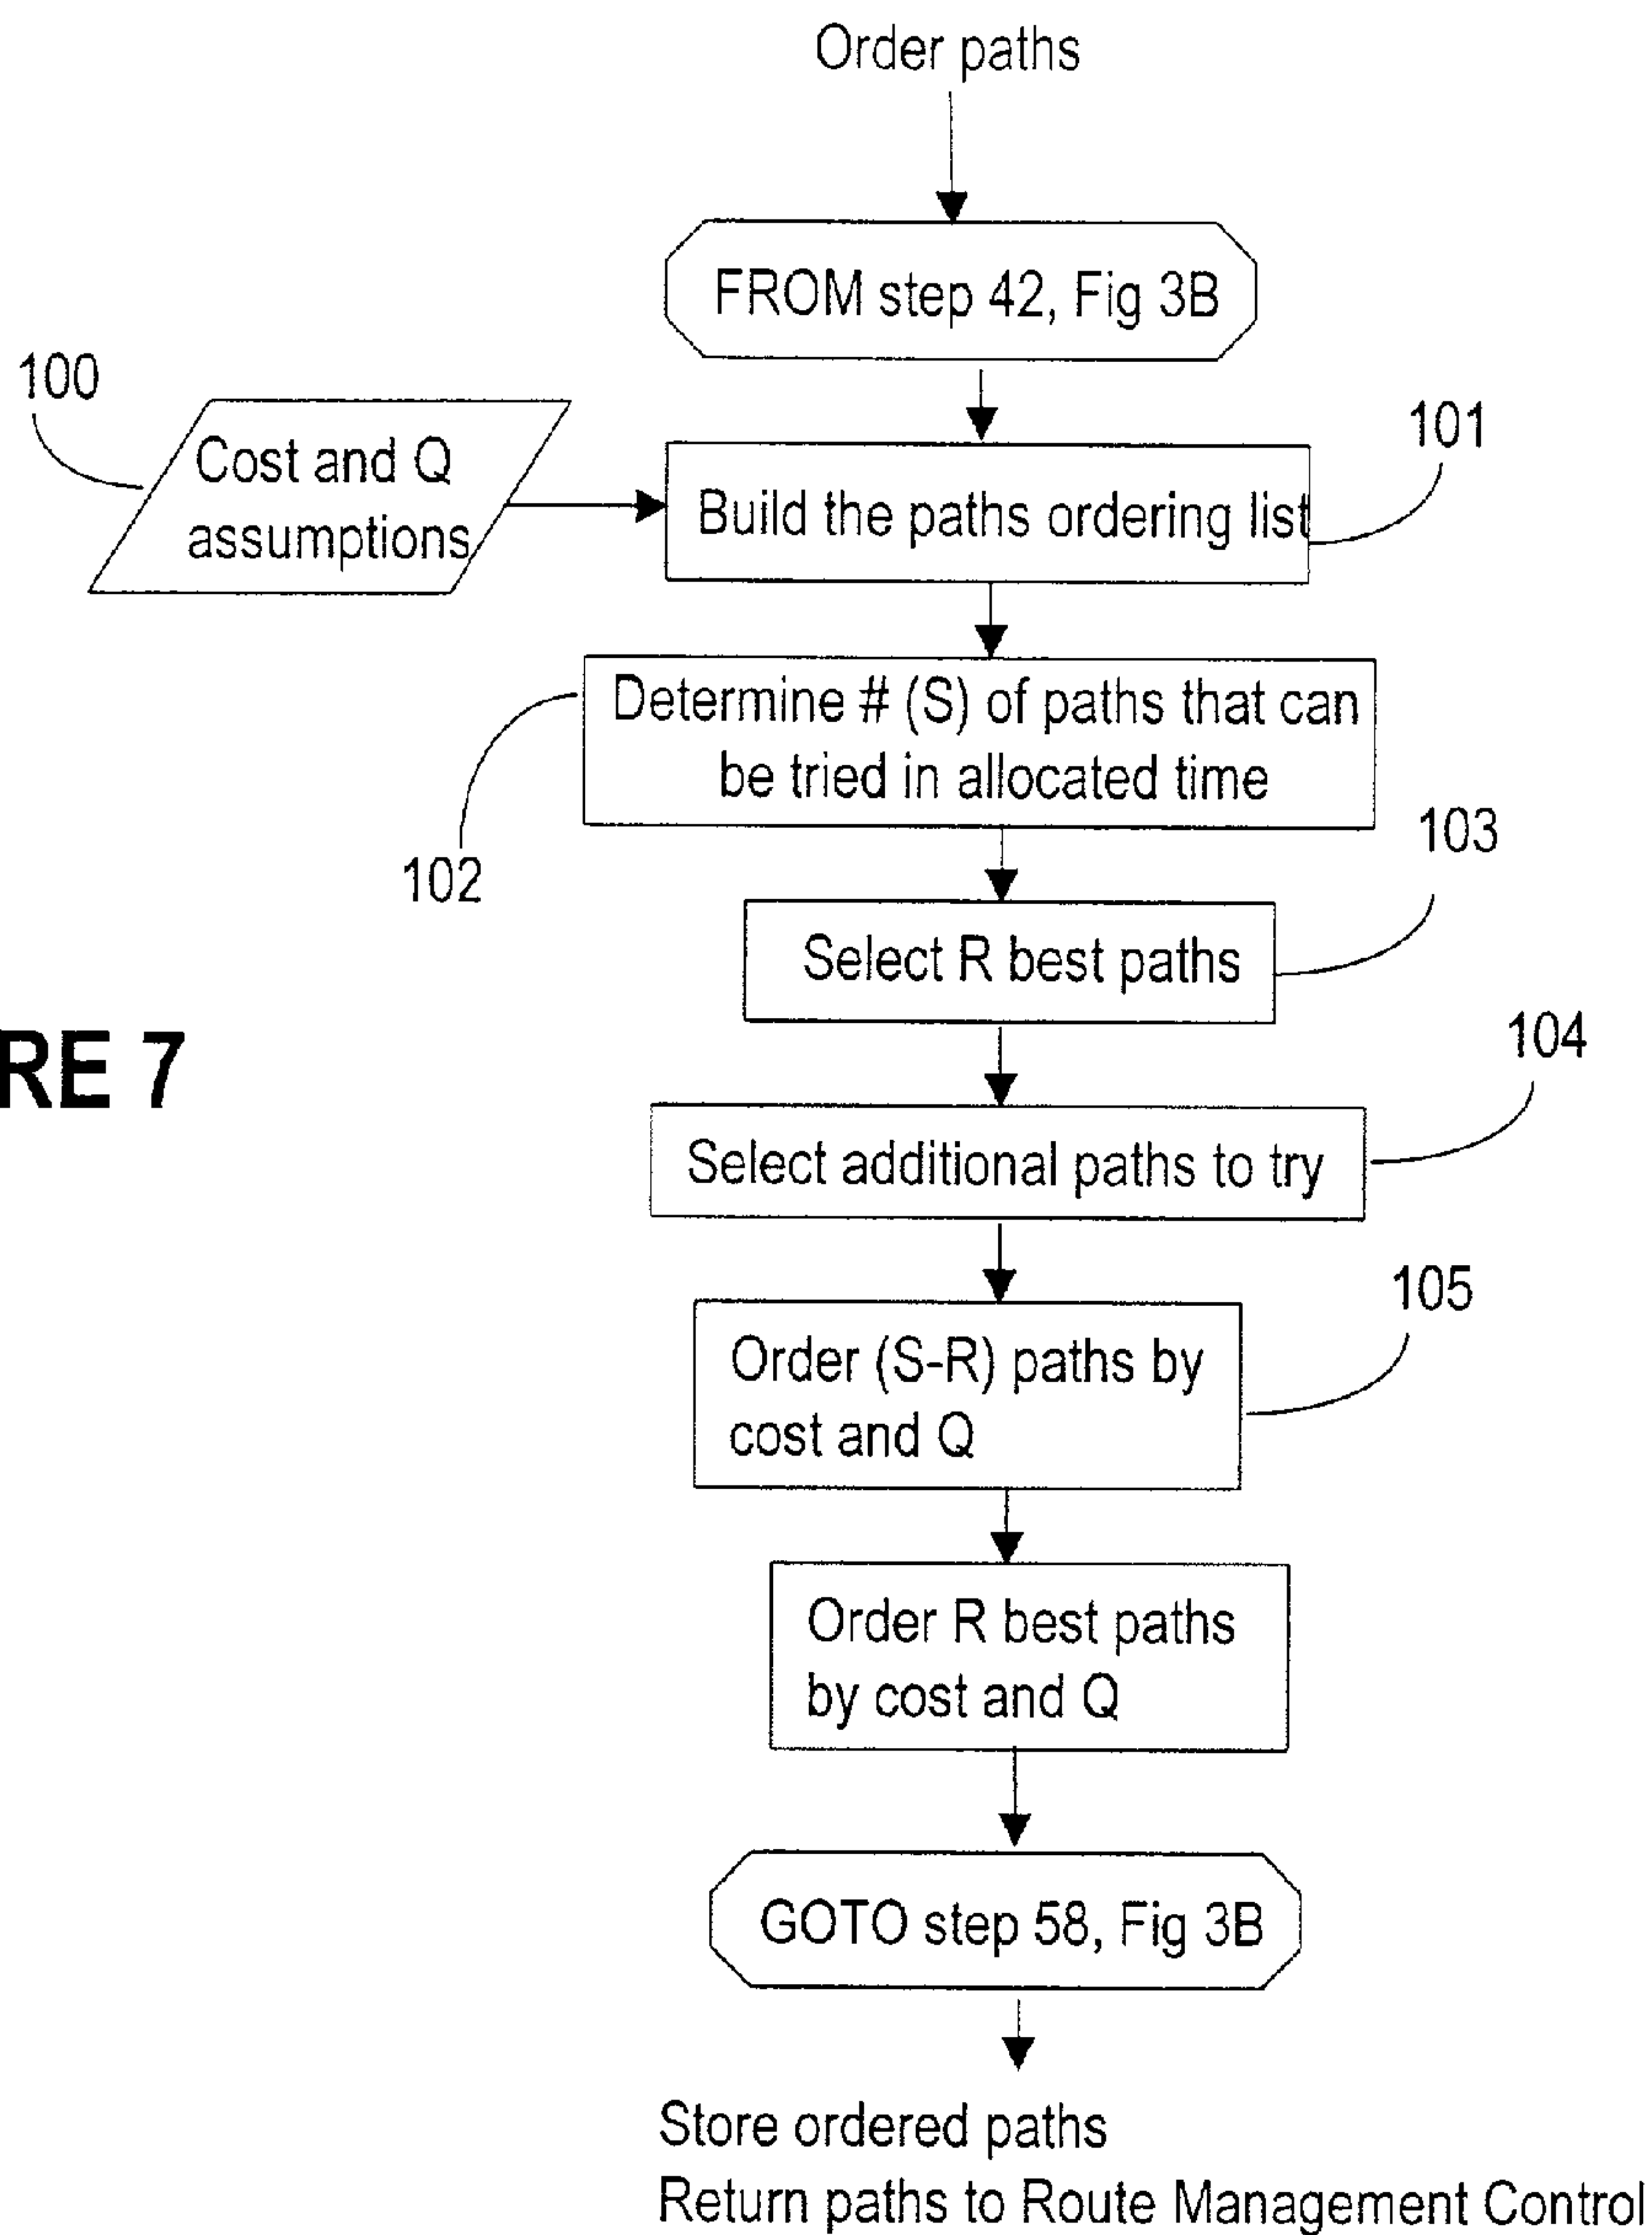 Order paths
FROM step 42, Fig 3B
100
Cost and Q
assumptions
101
Build the paths ordering list
Determine # (S) of paths that can
be tried in allocated time
102
103
Select R best paths
RE 7
104
Select additional paths to try
105
Order (S-R) paths by
cost and Q
Order R best paths
by cost and Q
GOTO step 58, Fig 3B
Store ordered paths
Return paths to Route Management Control